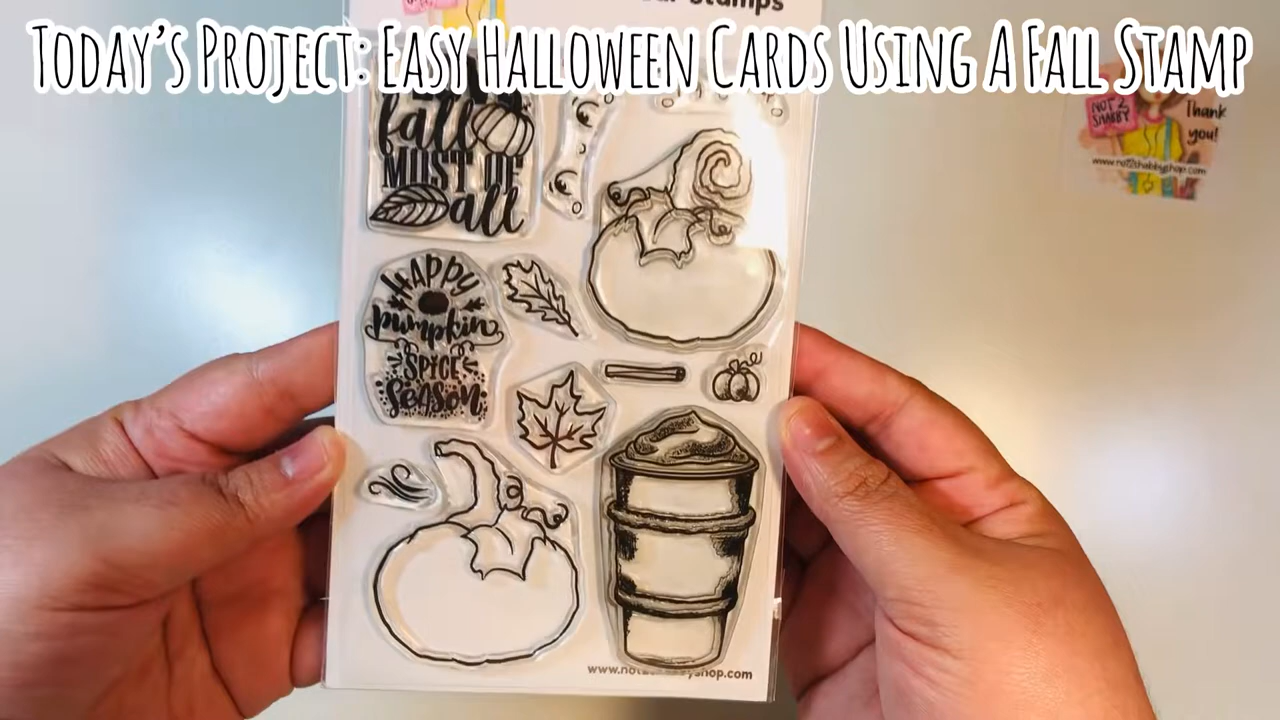 Today's Project: Easy Halloween Cards Using A Fall Stamp
stamps
NOT 2
SHABBY
Thank
you!
www.not2shabbyshop.com
fall
MOST OF
all
HAPPY
pumpkin
SPICE
SEASON